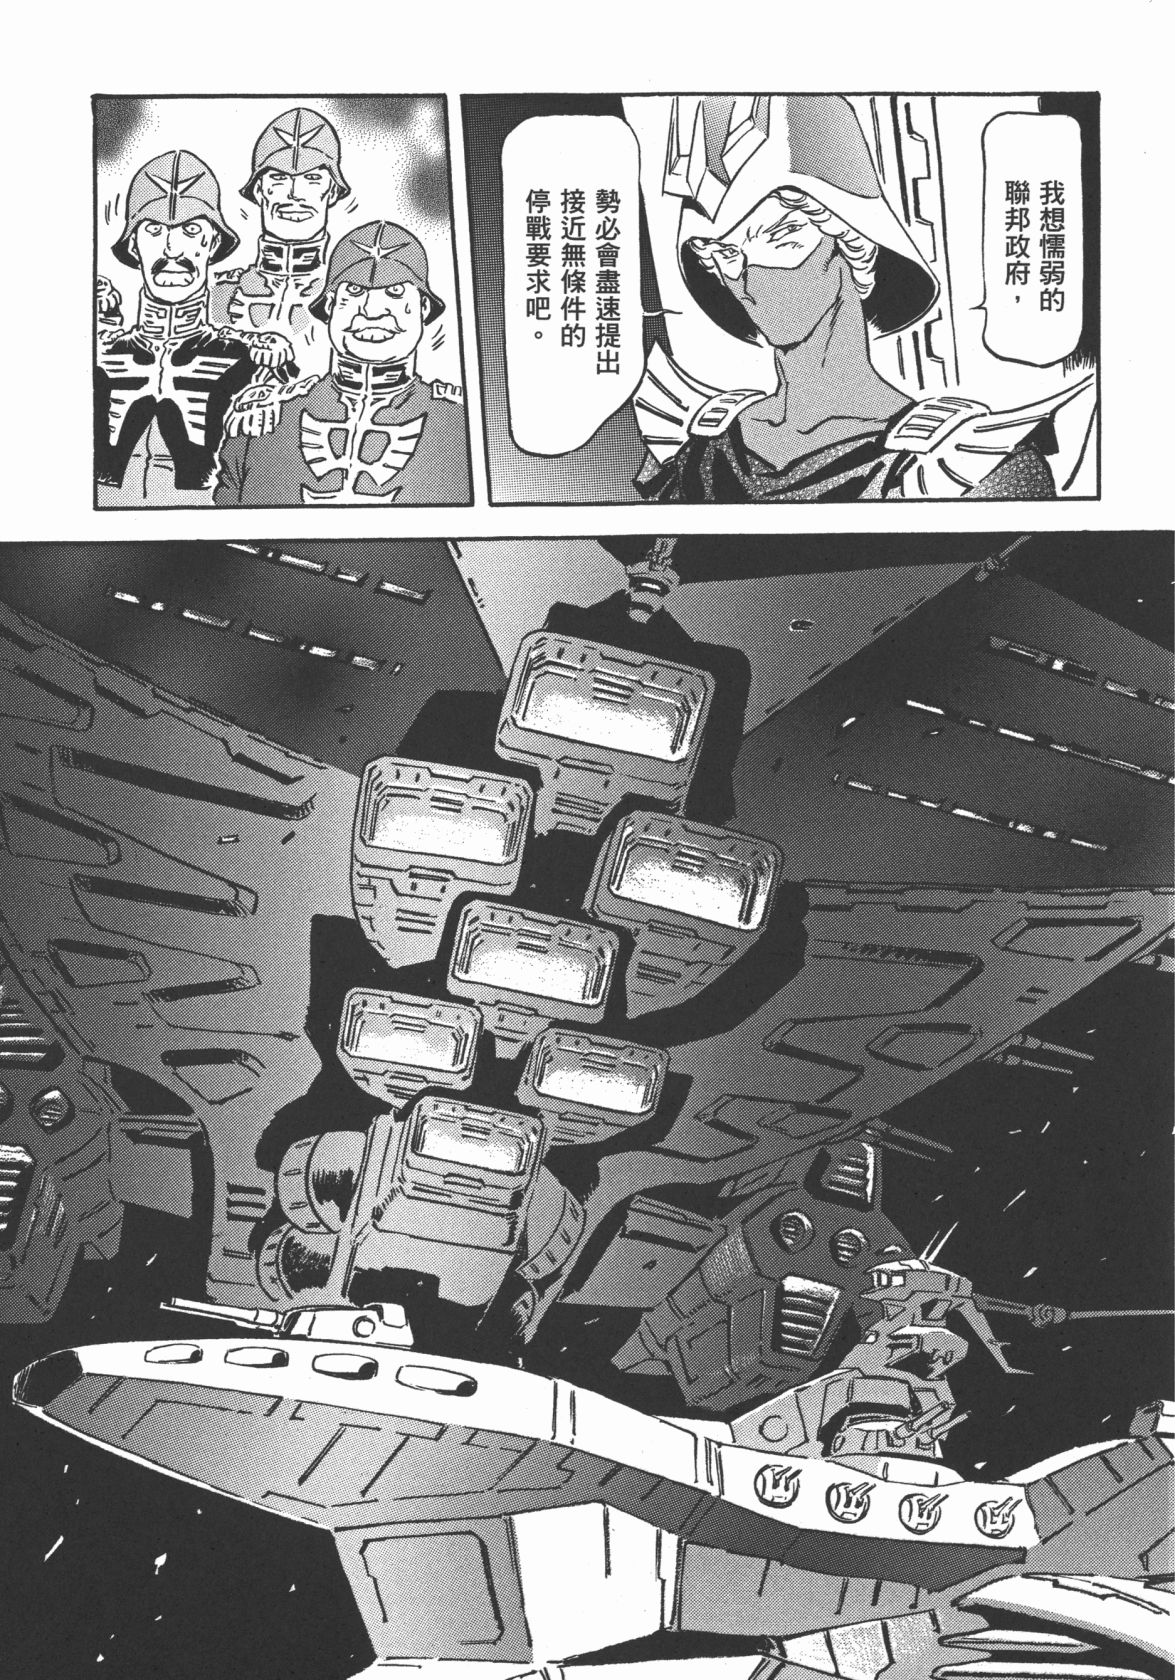 我想懦弱的
聯邦政府，
勢必會盡速提出
接近無條件的
停戰要求吧。